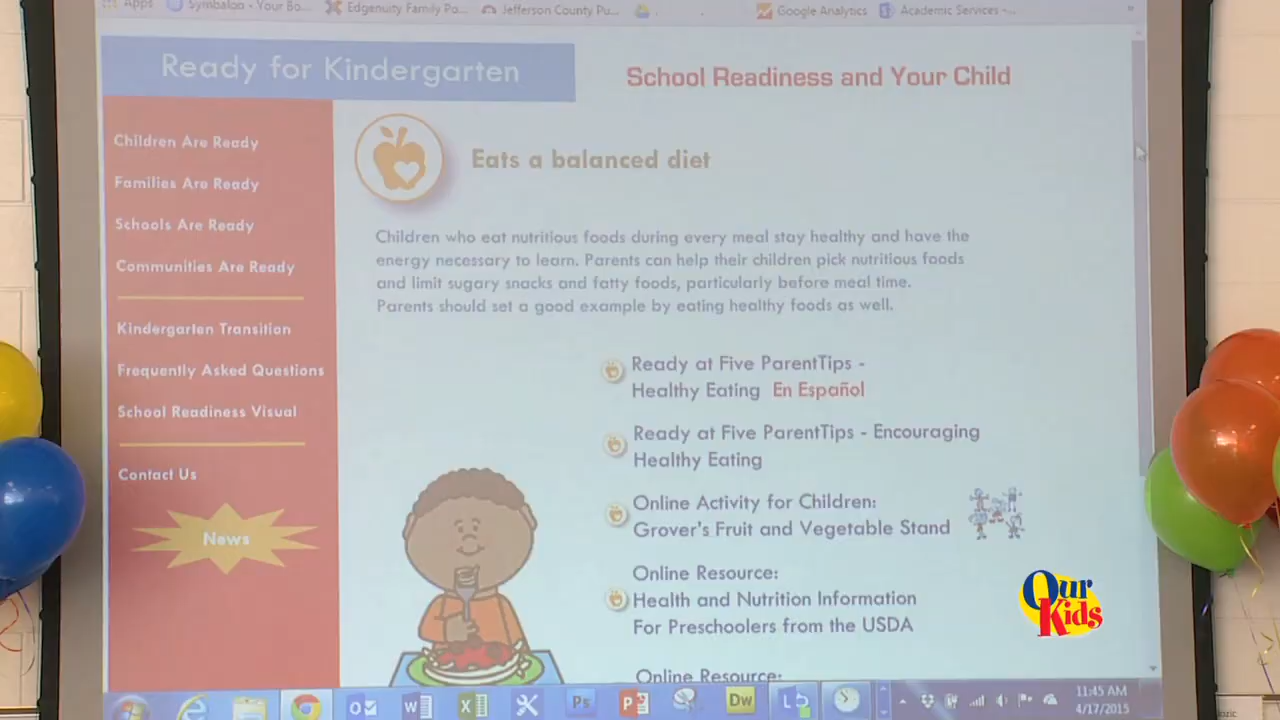 Apps Symbaloo - Your Bo... Edgenuity Family Po... Jefferson County Pu... Google Analytics Academic Services -...
Ready for Kindergarten
School Readiness and Your Child
Children Are Ready
Families Are Ready
Schools Are Ready
Communities Are Ready
Kindergarten Transition
Frequently Asked Questions
School Readiness Visual
Contact Us
News
Eats a balanced diet
Children who eat nutritious foods during every meal stay healthy and have the
energy necessary to learn. Parents can help their children pick nutritious foods
and limit sugary snacks and fatty foods, particularly before meal time.
Parents should set a good example by eating healthy foods as well.
Ready at Five ParentTips -
Healthy Eating En Español
Ready at Five ParentTips - Encouraging
Healthy Eating
Online Activity for Children:
Grover's Fruit and Vegetable Stand
Online Resource:
Health and Nutrition Information
For Preschoolers from the USDA
Online Resource:
Our
Kids
Ps
Dw
11:45 AM
4/17/2015